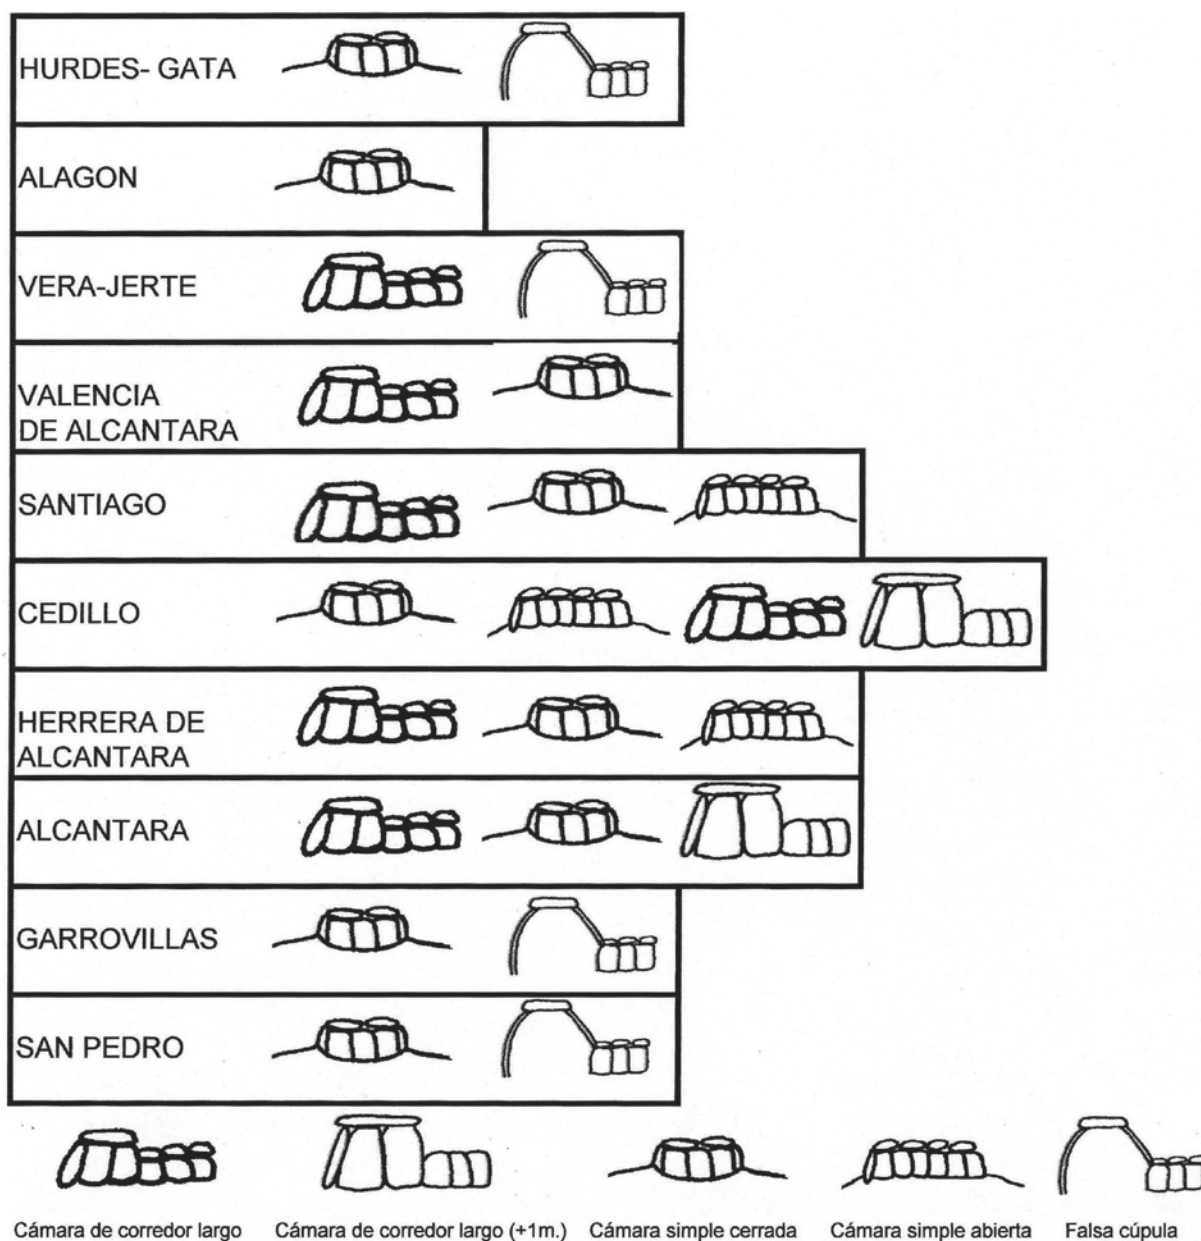 HURDES- GATA
ALAGON
VERA-JERTE
VALENCIA
DE ALCANTARA
SANTIAGO
CEDILLO
HERRERA DE
ALCANTARA
ALCANTARA
GARROVILLAS
SAN PEDRO
Cámara de corredor largo
Cámara de corredor largo (+1m.)
Cámara simple cerrada
Cámara simple abierta
Falsa cúpula